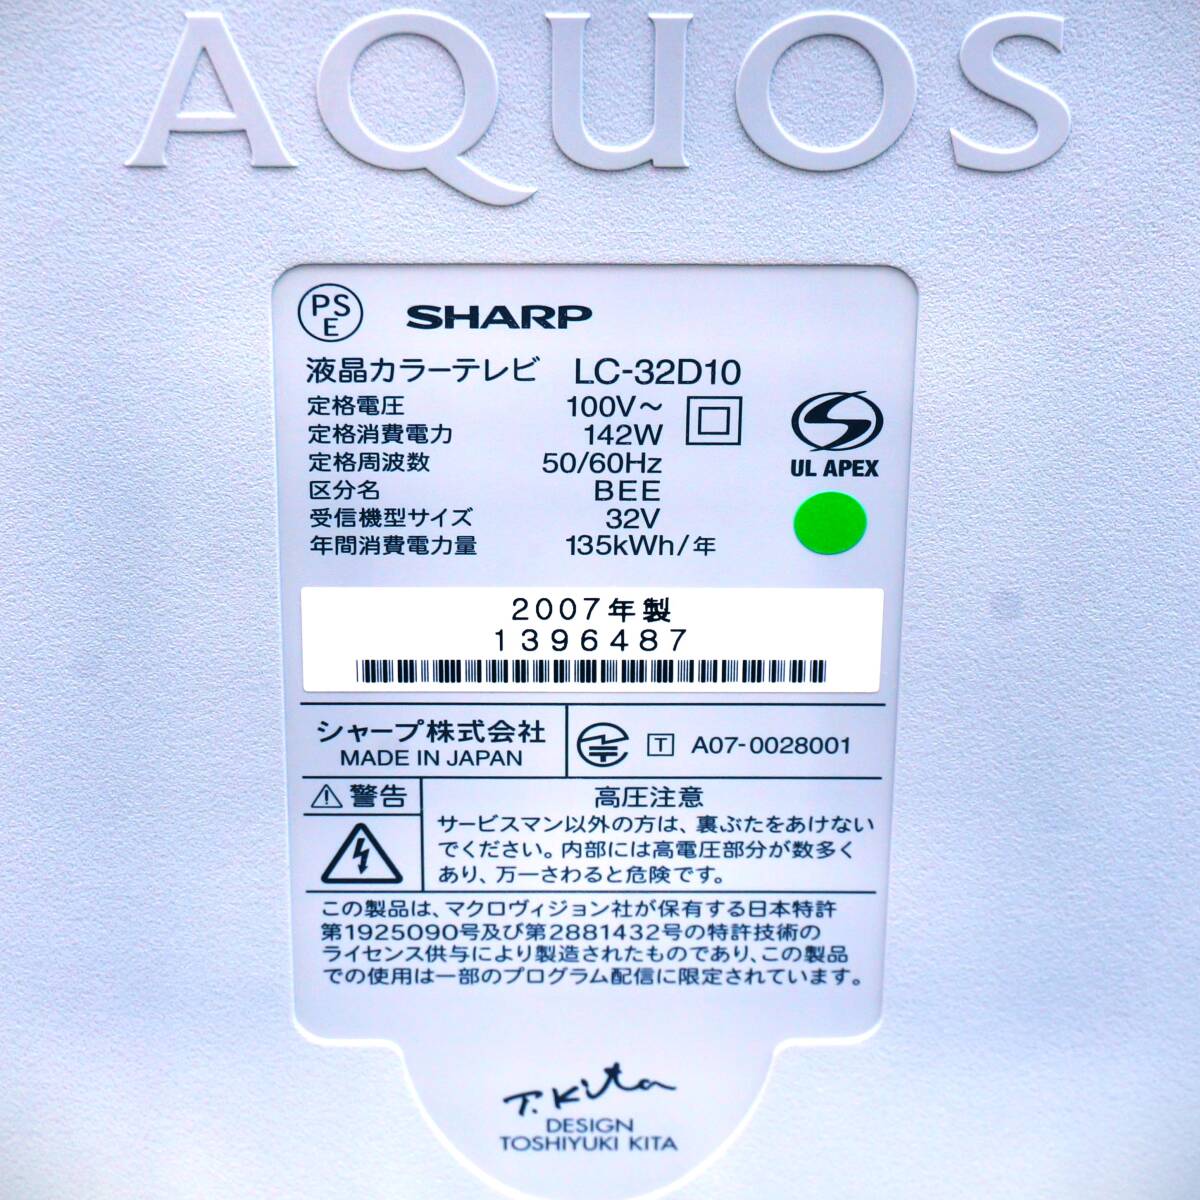 AQUOS
PS
E
SHARP
液晶カラーテレビ LC-32D10
定格電圧 100V～
定格消費電力 142W
定格周波数 50/60Hz
区分名 BEE
受信機型サイズ 32V
年間消費電力量 135kWh/年
UL APEX
2007年製
1396487
シャープ株式会社
MADE IN JAPAN
T A07-0028001
警告
高圧注意
サービスマン以外の方は、裏ぶたをあけない
でください。内部には高電圧部分が数多く
あり、万一さわると危険です。
この製品は、マクロヴィジョン社が保有する日本特許
第1925090号及び第2881432号の特許技術の
ライセンス供与により製造されたものであり、この製品
での使用は一部のプログラム配信に限定されています。
T. Kita
DESIGN
TOSHIYUKI KITA